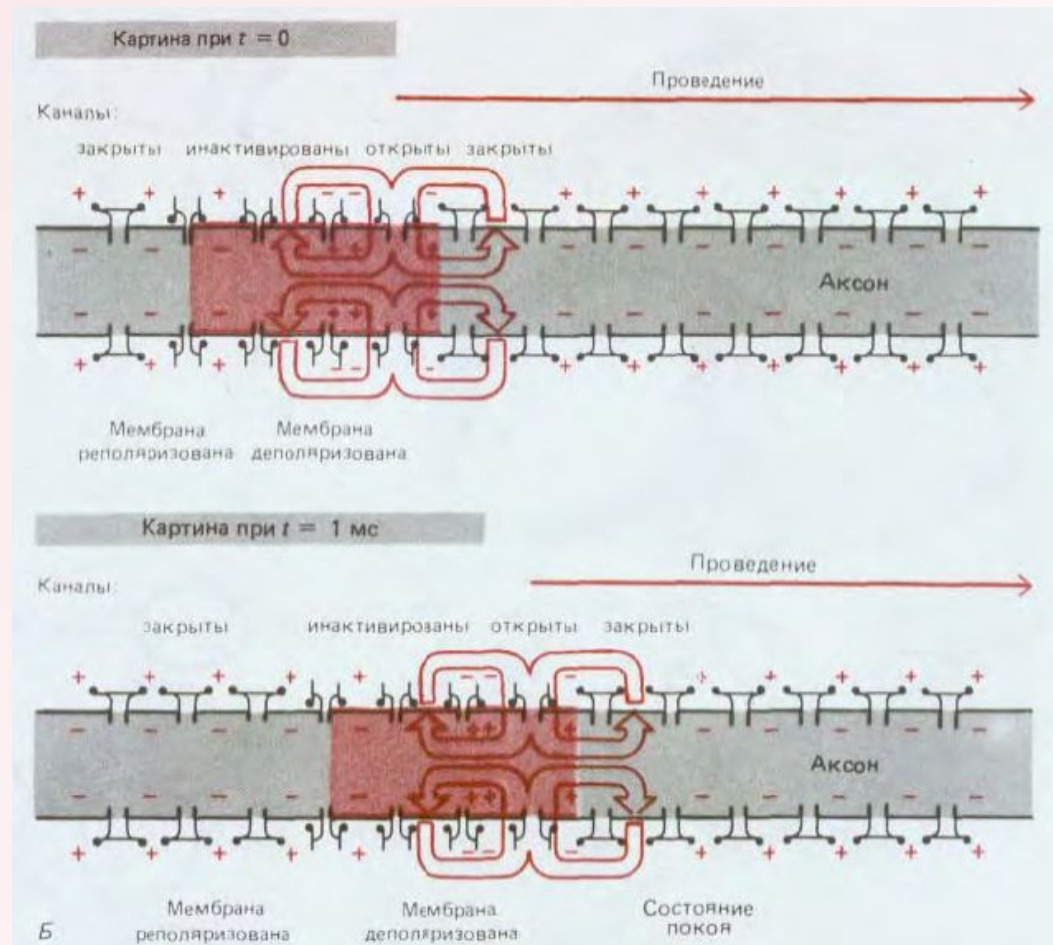 Картина при t = 0
Проведение
Каналы:
закрыты инактивированы открыты закрыты
Аксон
Мембрана реполяризована
Мембрана деполяризована
Картина при t = 1 мс
Проведение
Каналы:
закрыты инактивированы открыты закрыты
Аксон
Мембрана реполяризована
Мембрана деполяризована
Состояние покоя
Б